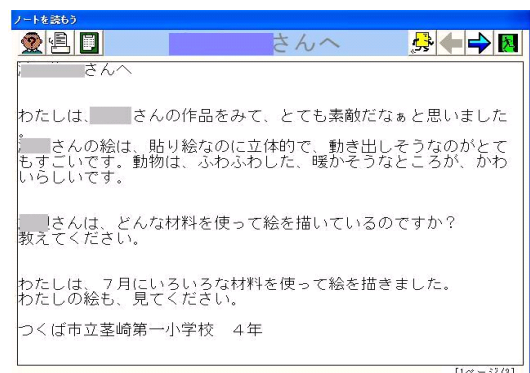 ノートを読もう
さんへ
さんへ
わたしは、 さんの作品をみて、とても素敵だなぁと思いました
。
さんの絵は、貼り絵なのに立体的で、動き出しそうなのがとて
もすごいです。動物は、ふわふわした、暖かそうなところが、かわ
いらしいです。
さんは、どんな材料を使って絵を描いているのですか？
教えてください。
わたしは、７月にいろいろな材料を使って絵を描きました。
わたしの絵も、見てください。
つくば市立茎崎第一小学校　４年